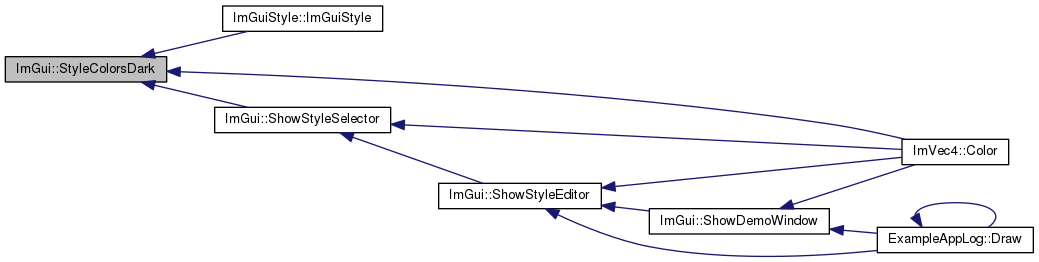 ImGuiStyle::ImGuiStyle
ImGui::StyleColorsDark
ImGui::ShowStyleSelector
ImVec4::Color
ImGui::ShowStyleEditor
ImGui::ShowDemoWindow
ExampleAppLog::Draw